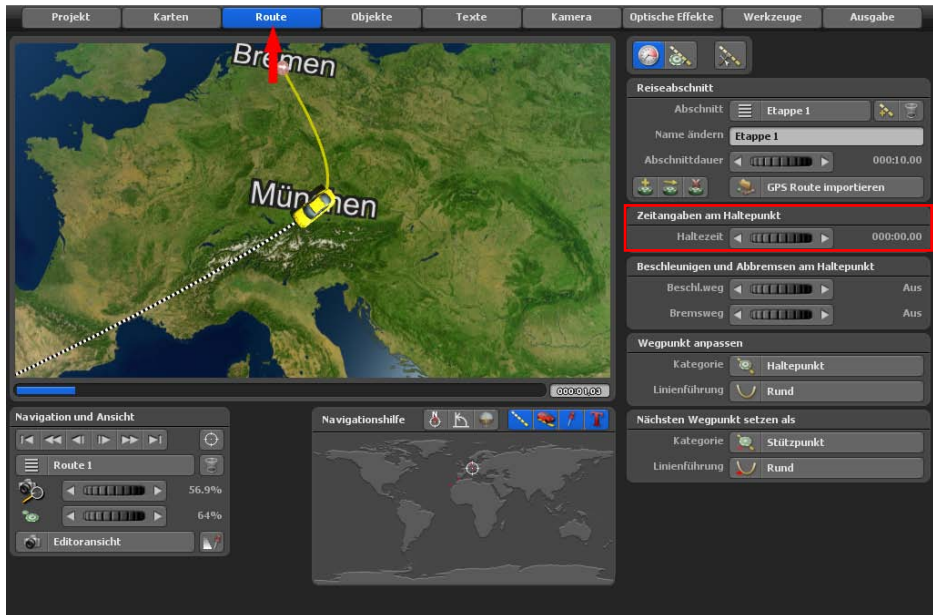 Projekt Karten Route Objekte Texte Kamera Optische Effekte Werkzeuge Ausgabe
Bremen
München
000:01,03
Reiseabschnitt
Abschnitt Etappe 1
Name ändern Etappe 1
Abschnittdauer 000:10.00
GPS Route importieren
Zeitangaben am Haltepunkt
Haltezeit 000:00.00
Beschleunigen und Abbremsen am Haltepunkt
Beschl.weg Aus
Bremsweg Aus
Wegpunkt anpassen
Kategorie Haltepunkt
Linienführung Rund
Nächsten Wegpunkt setzen als
Kategorie Stützpunkt
Linienführung Rund
Navigation und Ansicht
Route 1
56.9%
64%
Editoransicht
Navigationshilfe